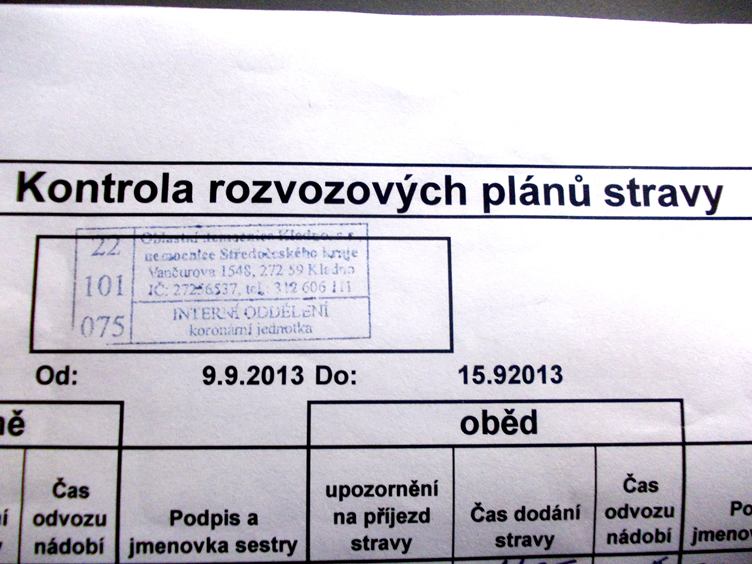 Kontrola rozvozových plánů stravy
22
101
075
Oblastní nemocnice Kladno, a.s.,
nemocnice Středočeského kraje
Vančurova 1548, 272 59 Kladno
IČ: 27256537, tel.: 312 606 111
INTERNÍ ODDĚLENÍ
koronární jednotka
Od: 9.9.2013 Do: 15.92013
oběd
Čas
odvozu
nádobí
Podpis a
jmenovka sestry
upozornění
na příjezd
stravy
Čas dodání
stravy
Čas
odvozu
nádobí